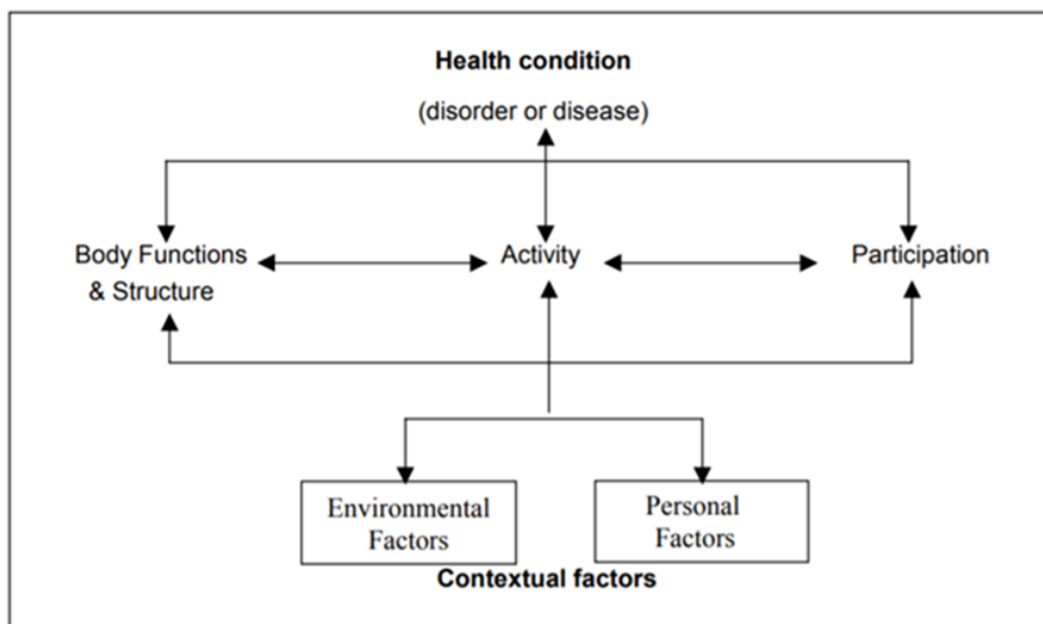 Health condition
(disorder or disease)
Body Functions
& Structure
Activity
Participation
Environmental
Factors
Personal
Factors
Contextual factors